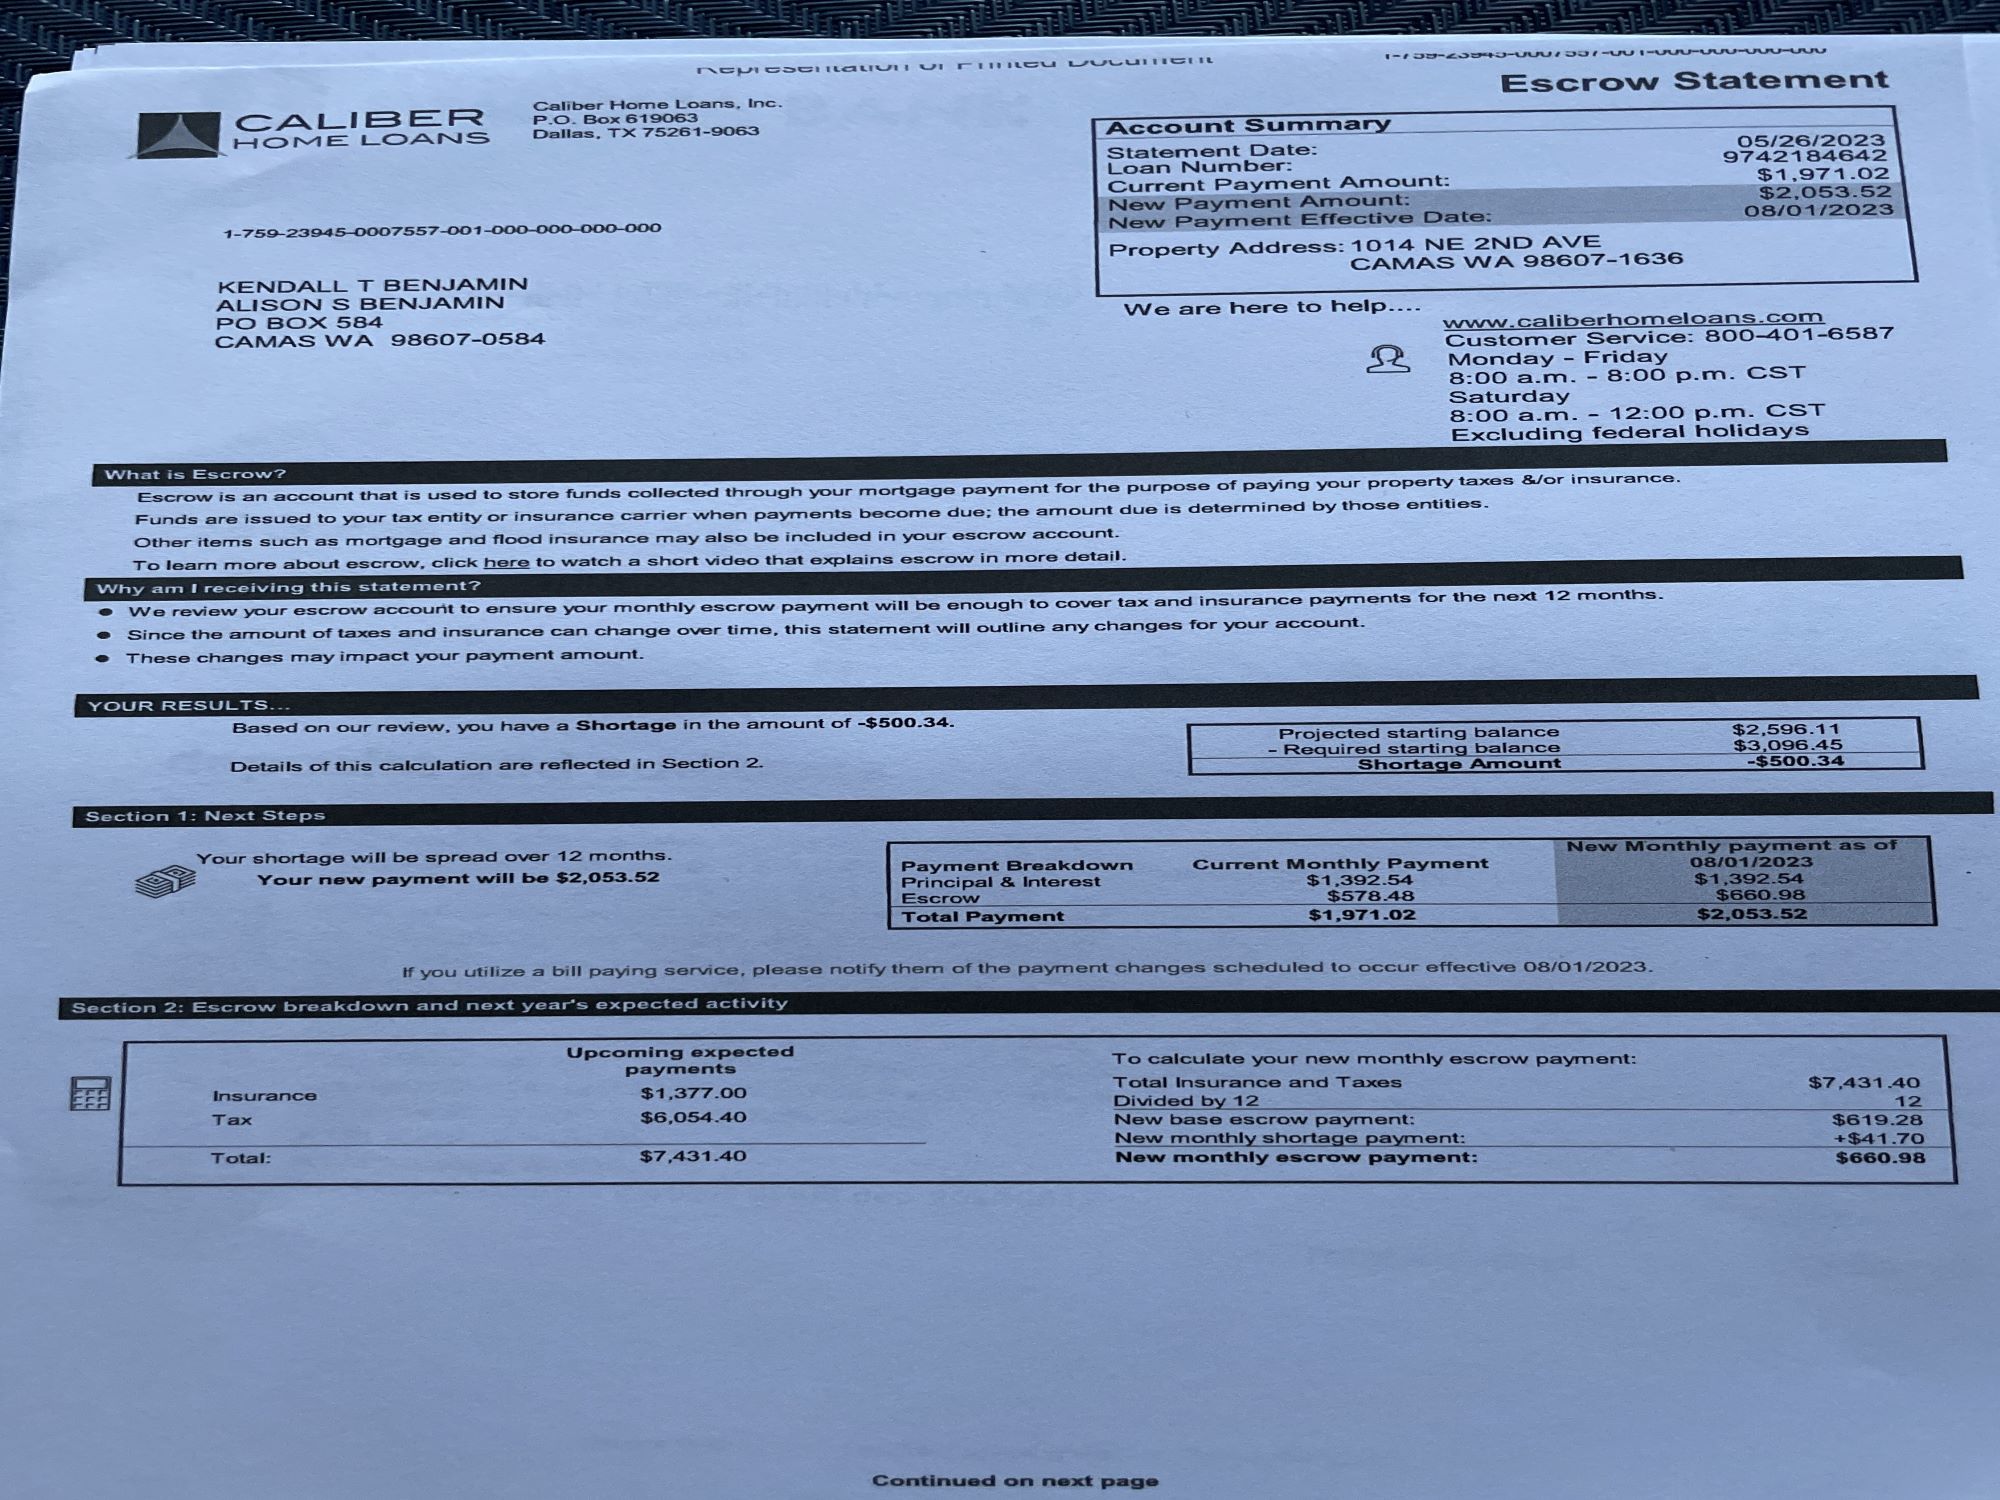 Representation of Printed Document
1-759-23945-0007557-001-000-000-000-000
Escrow Statement
CALIBER
HOME LOANS
Caliber Home Loans, Inc.
P.O. Box 619063
Dallas, TX 75261-9063
Account Summary
Statement Date: 05/26/2023
Loan Number: 9742184642
Current Payment Amount: $1,971.02
New Payment Amount: $2,053.52
New Payment Effective Date: 08/01/2023
Property Address: 1014 NE 2ND AVE
CAMAS WA 98607-1636
1-759-23945-0007557-001-000-000-000-000
KENDALL T BENJAMIN
ALISON S BENJAMIN
PO BOX 584
CAMAS WA 98607-0584
We are here to help....
www.caliberhomeloans.com
Customer Service: 800-401-6587
Monday - Friday
8:00 a.m. - 8:00 p.m. CST
Saturday
8:00 a.m. - 12:00 p.m. CST
Excluding federal holidays
What is Escrow?
Escrow is an account that is used to store funds collected through your mortgage payment for the purpose of paying your property taxes &/or insurance.
Funds are issued to your tax entity or insurance carrier when payments become due; the amount due is determined by those entities.
Other items such as mortgage and flood insurance may also be included in your escrow account.
To learn more about escrow, click here to watch a short video that explains escrow in more detail.
Why am I receiving this statement?
● We review your escrow account to ensure your monthly escrow payment will be enough to cover tax and insurance payments for the next 12 months.
● Since the amount of taxes and insurance can change over time, this statement will outline any changes for your account.
● These changes may impact your payment amount.
YOUR RESULTS...
Based on our review, you have a Shortage in the amount of -$500.34.
Details of this calculation are reflected in Section 2.
Projected starting balance $2,596.11
- Required starting balance $3,096.45
Shortage Amount -$500.34
Section 1: Next Steps
Your shortage will be spread over 12 months.
Your new payment will be $2,053.52
Payment Breakdown Current Monthly Payment New Monthly payment as of 08/01/2023
Principal & Interest $1,392.54 $1,392.54
Escrow $578.48 $660.98
Total Payment $1,971.02 $2,053.52
If you utilize a bill paying service, please notify them of the payment changes scheduled to occur effective 08/01/2023.
Section 2: Escrow breakdown and next year's expected activity
Upcoming expected
payments
Insurance $1,377.00
Tax $6,054.40
Total: $7,431.40
To calculate your new monthly escrow payment:
Total Insurance and Taxes $7,431.40
Divided by 12 12
New base escrow payment: $619.28
New monthly shortage payment: +$41.70
New monthly escrow payment: $660.98
Continued on next page